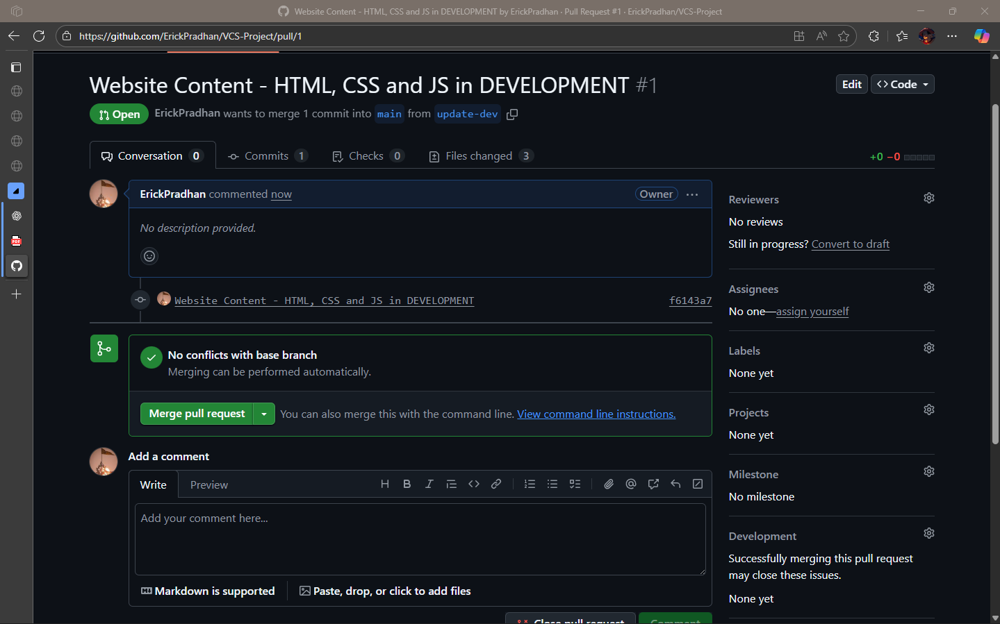 Website Content - HTML, CSS and JS in DEVELOPMENT by ErickPradhan · Pull Request #1 · ErickPradhan/VCS-Project
https://github.com/ErickPradhan/VCS-Project/pull/1
Website Content - HTML, CSS and JS in DEVELOPMENT #1
Edit
Code
Open
ErickPradhan wants to merge 1 commit into main from update-dev
Conversation 0
Commits 1
Checks 0
Files changed 3
+0 −0
ErickPradhan commented now
Owner
No description provided.
Website Content - HTML, CSS and JS in DEVELOPMENT
f6143a7
No conflicts with base branch
Merging can be performed automatically.
Merge pull request
You can also merge this with the command line. View command line instructions.
Add a comment
Write
Preview
Add your comment here...
Markdown is supported
Paste, drop, or click to add files
Close pull request
Comment
Reviewers
No reviews
Still in progress? Convert to draft
Assignees
No one—assign yourself
Labels
None yet
Projects
None yet
Milestone
No milestone
Development
Successfully merging this pull request
may close these issues.
None yet
PDF